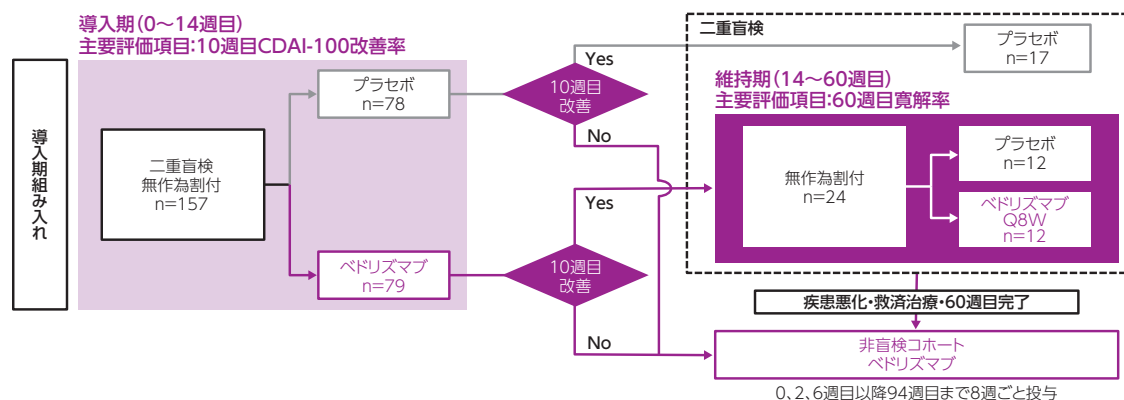 導入期(0~14週目)
主要評価項目:10週目CDAI-100改善率
導入期組み入れ
二重盲検
無作為割付
n=157
プラセボ
n=78
ベドリズマブ
n=79
10週目
改善
Yes
No
10週目
改善
Yes
No
二重盲検
プラセボ
n=17
維持期(14~60週目)
主要評価項目:60週目寛解率
無作為割付
n=24
プラセボ
n=12
ベドリズマブ
Q8W
n=12
疾患悪化・救済治療・60週目完了
非盲検コホート
ベドリズマブ
0、2、6週目以降94週目まで8週ごと投与